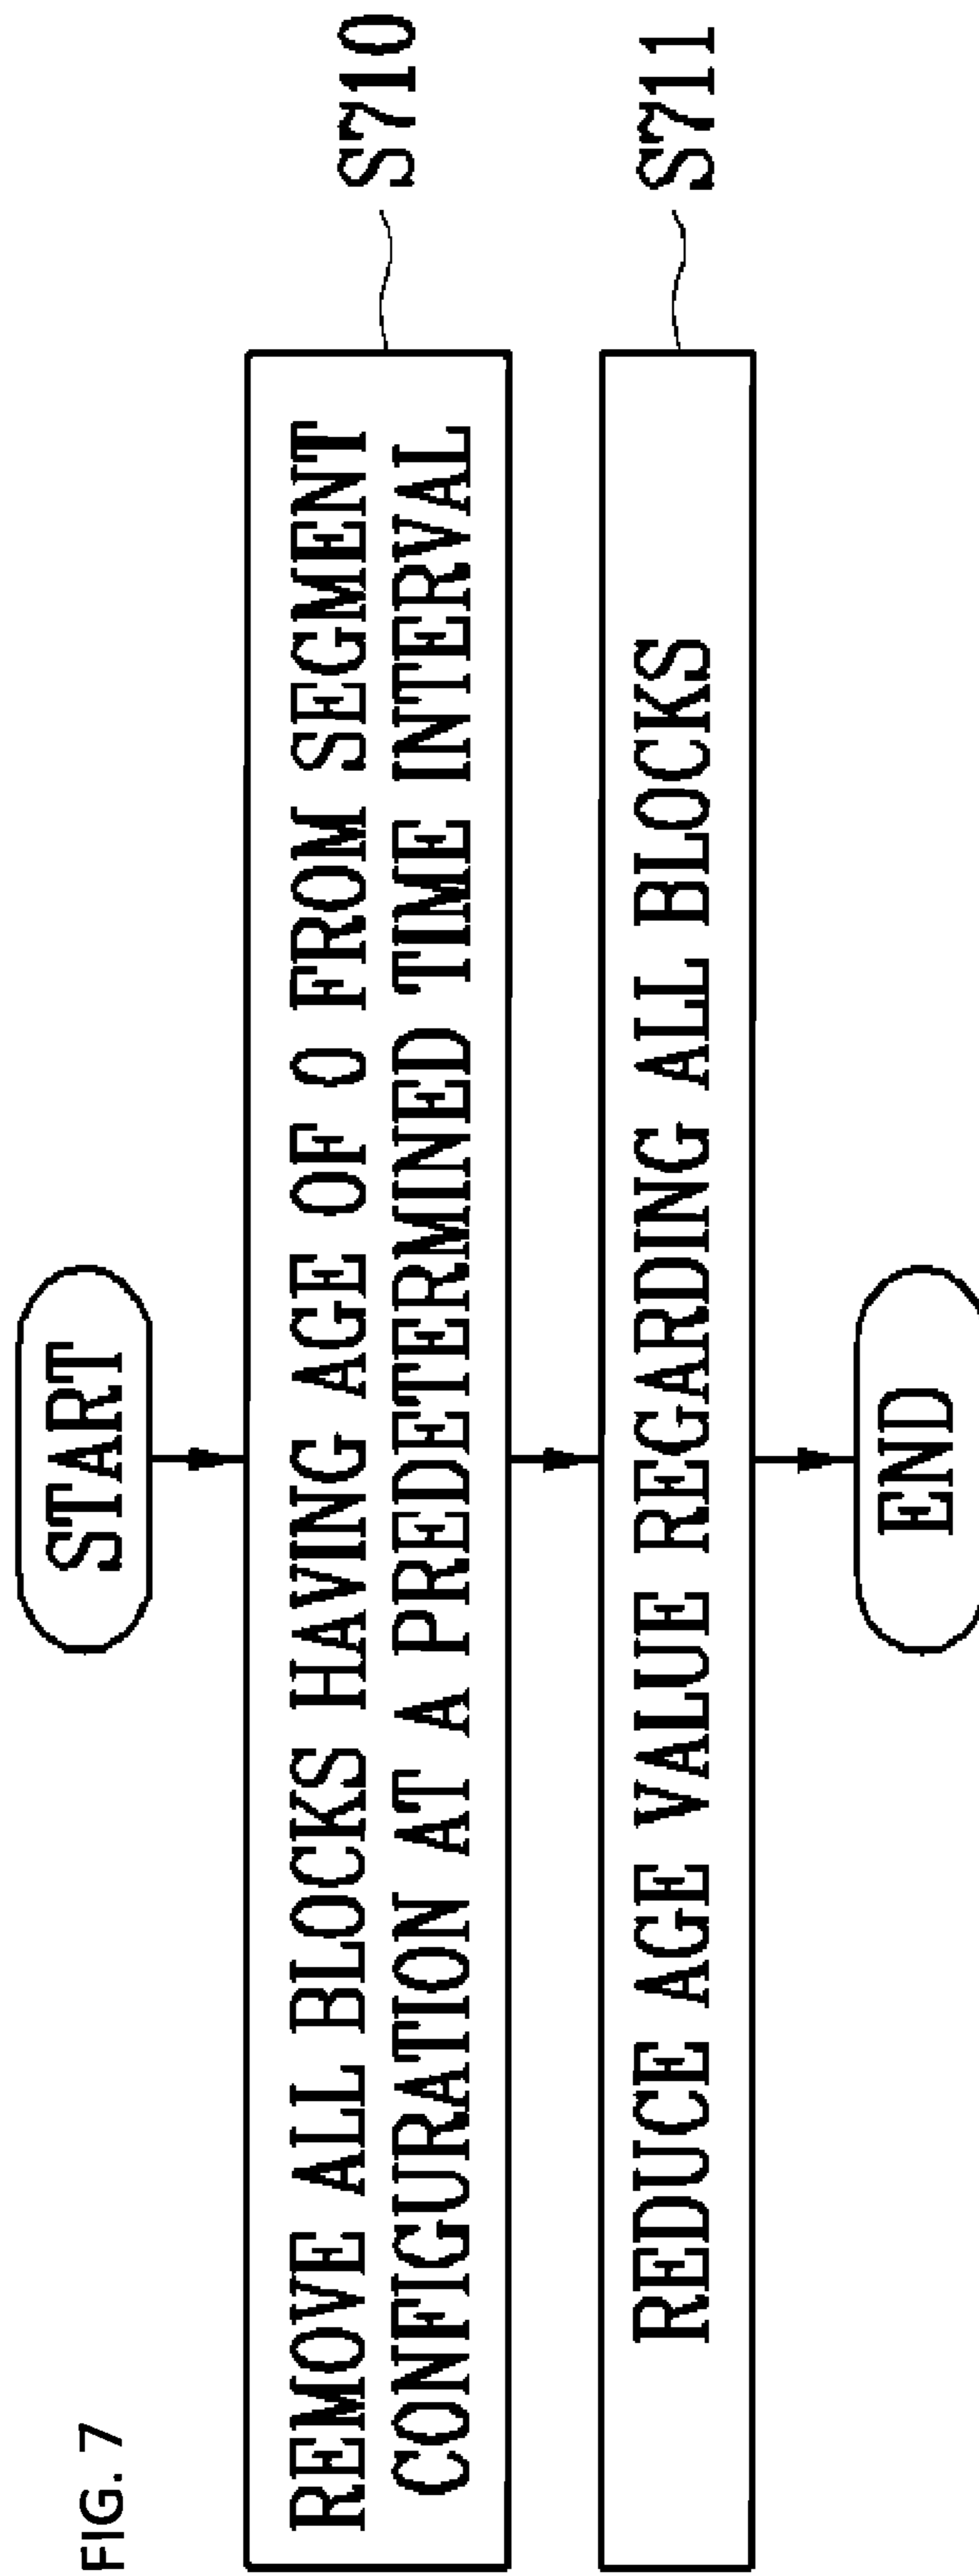 FIG. 7
START
REMOVE ALL BLOCKS HAVING AGE OF 0 FROM SEGMENT
CONFIGURATION AT A PREDETERMINED TIME INTERVAL
S710
REDUCE AGE VALUE REGARDING ALL BLOCKS
S711
END